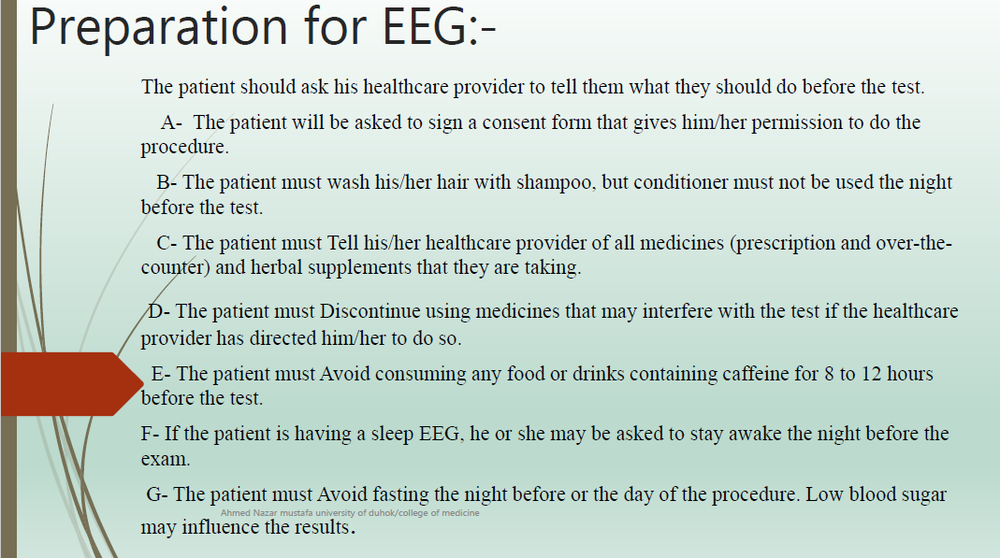 Preparation for EEG:-
The patient should ask his healthcare provider to tell them what they should do before the test.
A- The patient will be asked to sign a consent form that gives him/her permission to do the
procedure.
B- The patient must wash his/her hair with shampoo, but conditioner must not be used the night
before the test.
C- The patient must Tell his/her healthcare provider of all medicines (prescription and over-the-
counter) and herbal supplements that they are taking.
D- The patient must Discontinue using medicines that may interfere with the test if the healthcare
provider has directed him/her to do so.
E- The patient must Avoid consuming any food or drinks containing caffeine for 8 to 12 hours
before the test.
F- If the patient is having a sleep EEG, he or she may be asked to stay awake the night before the
exam.
G- The patient must Avoid fasting the night before or the day of the procedure. Low blood sugar
Ahmed Nazar mustafa university of duhok/college of medicine
may influence the results.